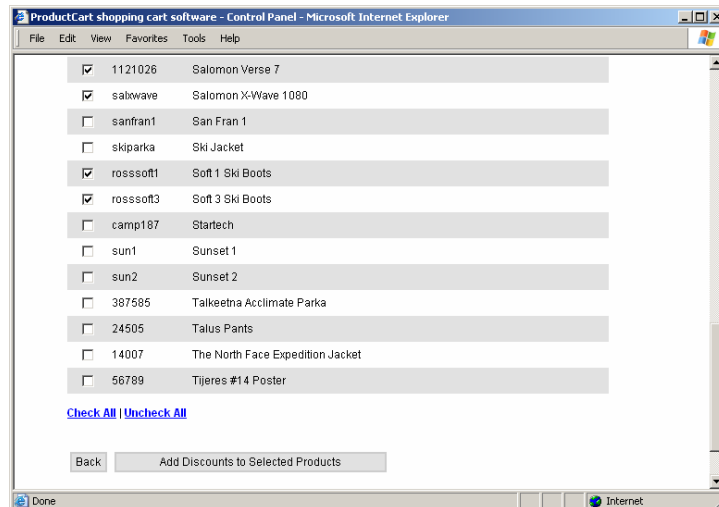 ProductCart shopping cart software - Control Panel - Microsoft Internet Explorer
File Edit View Favorites Tools Help
1121026 Salomon Verse 7
salxwave Salomon X-Wave 1080
sanfran1 San Fran 1
skiparka Ski Jacket
rosssoft1 Soft 1 Ski Boots
rosssoft3 Soft 3 Ski Boots
camp187 Startech
sun1 Sunset 1
sun2 Sunset 2
387585 Talkeetna Acclimate Parka
24505 Talus Pants
14007 The North Face Expedition Jacket
56789 Tijeres #14 Poster
Check All | Uncheck All
Back Add Discounts to Selected Products
Done Internet